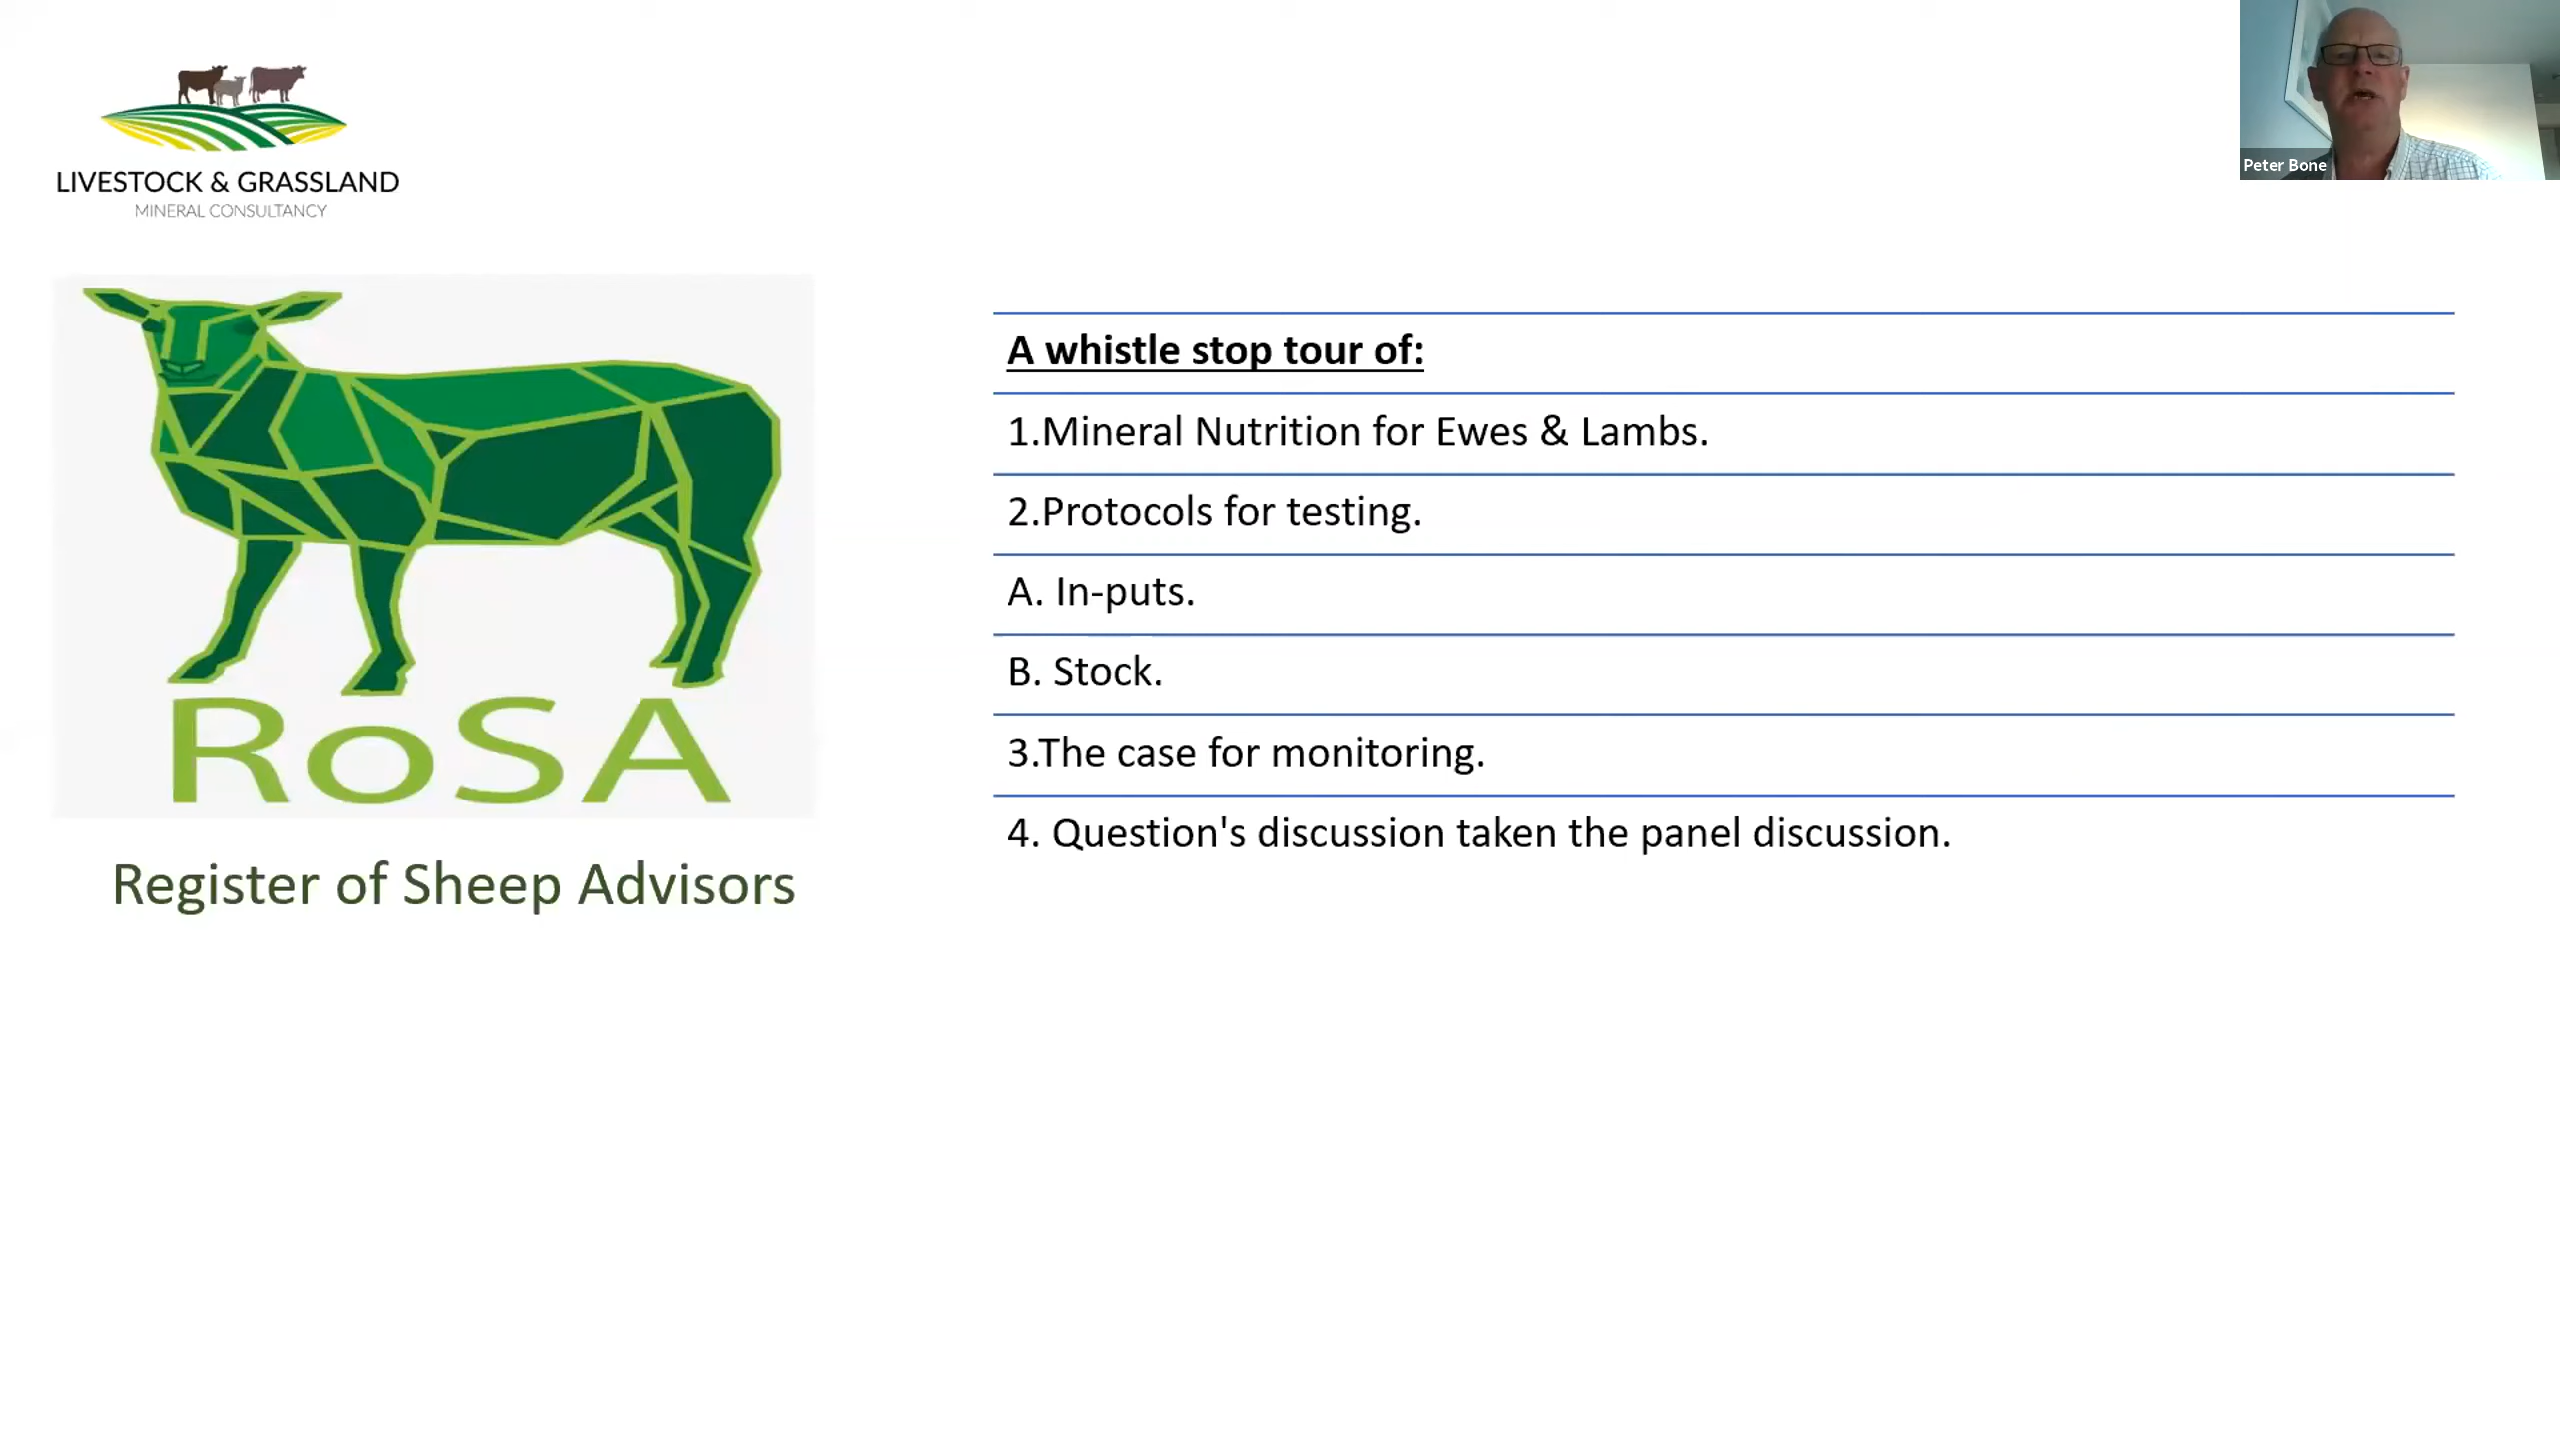 LIVESTOCK & GRASSLAND
MINERAL CONSULTANCY
Peter Bone
RoSA
Register of Sheep Advisors
A whistle stop tour of:
1.Mineral Nutrition for Ewes & Lambs.
2.Protocols for testing.
A. In-puts.
B. Stock.
3.The case for monitoring.
4. Question's discussion taken the panel discussion.